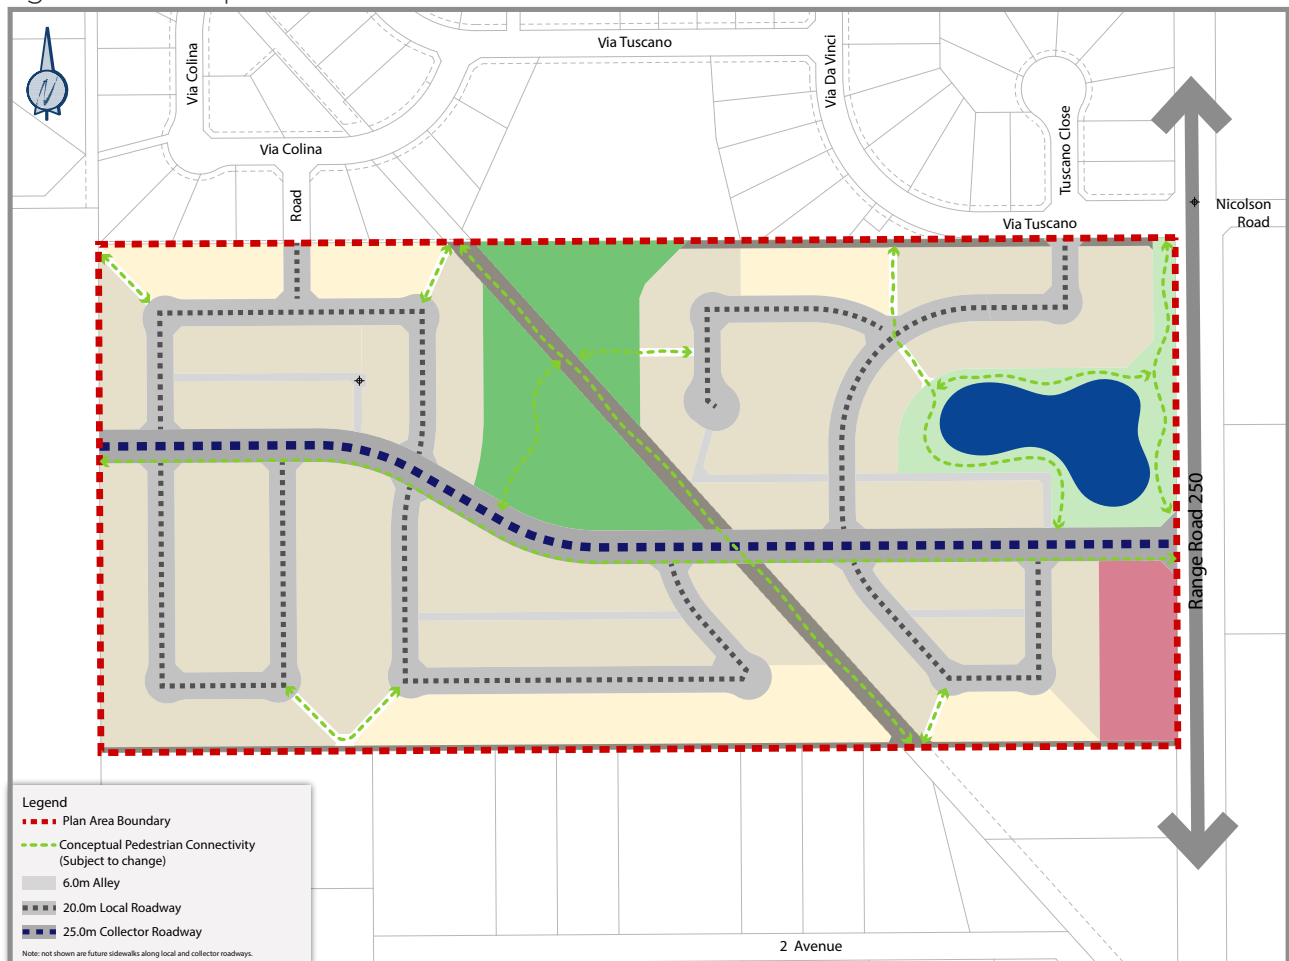 Via Tuscano
Via Colina
Via Da Vinci
Via Colina
Tuscano Close
Road
Via Tuscano
Nicolson
Road
N
Range Road 250
Legend
Plan Area Boundary
Conceptual Pedestrian Connectivity
(Subject to change)
6.0m Alley
20.0m Local Roadway
25.0m Collector Roadway
Note: not shown are future sidewalks along local and collector roadways.
2 Avenue